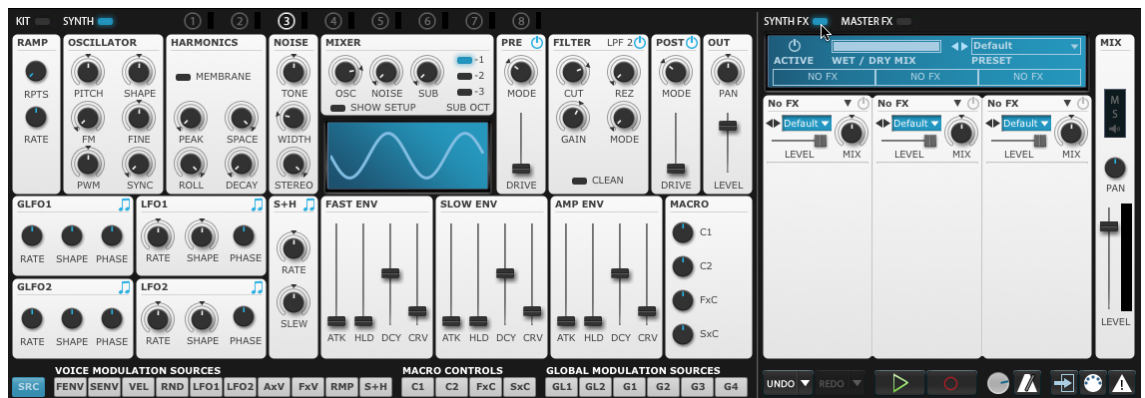 KIT SYNTH 1 2 3 4 5 6 7 8 SYNTH FX MASTER FX
RAMP OSCILLATOR HARMONICS NOISE MIXER PRE FILTER LPF 2 POST OUT
RPTS PITCH SHAPE MEMBRANE TONE OSC NOISE SUB -1 -2 -3 MODE CUT REZ MODE PAN
SHOW SETUP SUB OCT
RATE FM FINE PEAK SPACE WIDTH GAIN MODE
PWM SYNC ROLL DECAY STEREO DRIVE CLEAN DRIVE LEVEL
GLFO1 LFO1 S+H FAST ENV SLOW ENV AMP ENV MACRO
C1
RATE SHAPE PHASE RATE SHAPE PHASE RATE C2
GLFO2 LFO2
FxC
SLEW
SxC
RATE SHAPE PHASE RATE SHAPE PHASE ATK HLD DCY CRV ATK HLD DCY CRV ATK HLD DCY CRV
VOICE MODULATION SOURCES MACRO CONTROLS GLOBAL MODULATION SOURCES
SRC FENV SENV VEL RND LFO1 LFO2 AxV FxV RMP S+H C1 C2 FxC SxC GL1 GL2 G1 G2 G3 G4
Default
ACTIVE WET / DRY MIX PRESET
NO FX NO FX NO FX
MIX
No FX No FX No FX
Default Default Default
LEVEL MIX LEVEL MIX LEVEL MIX
M
S
PAN
LEVEL
UNDO REDO